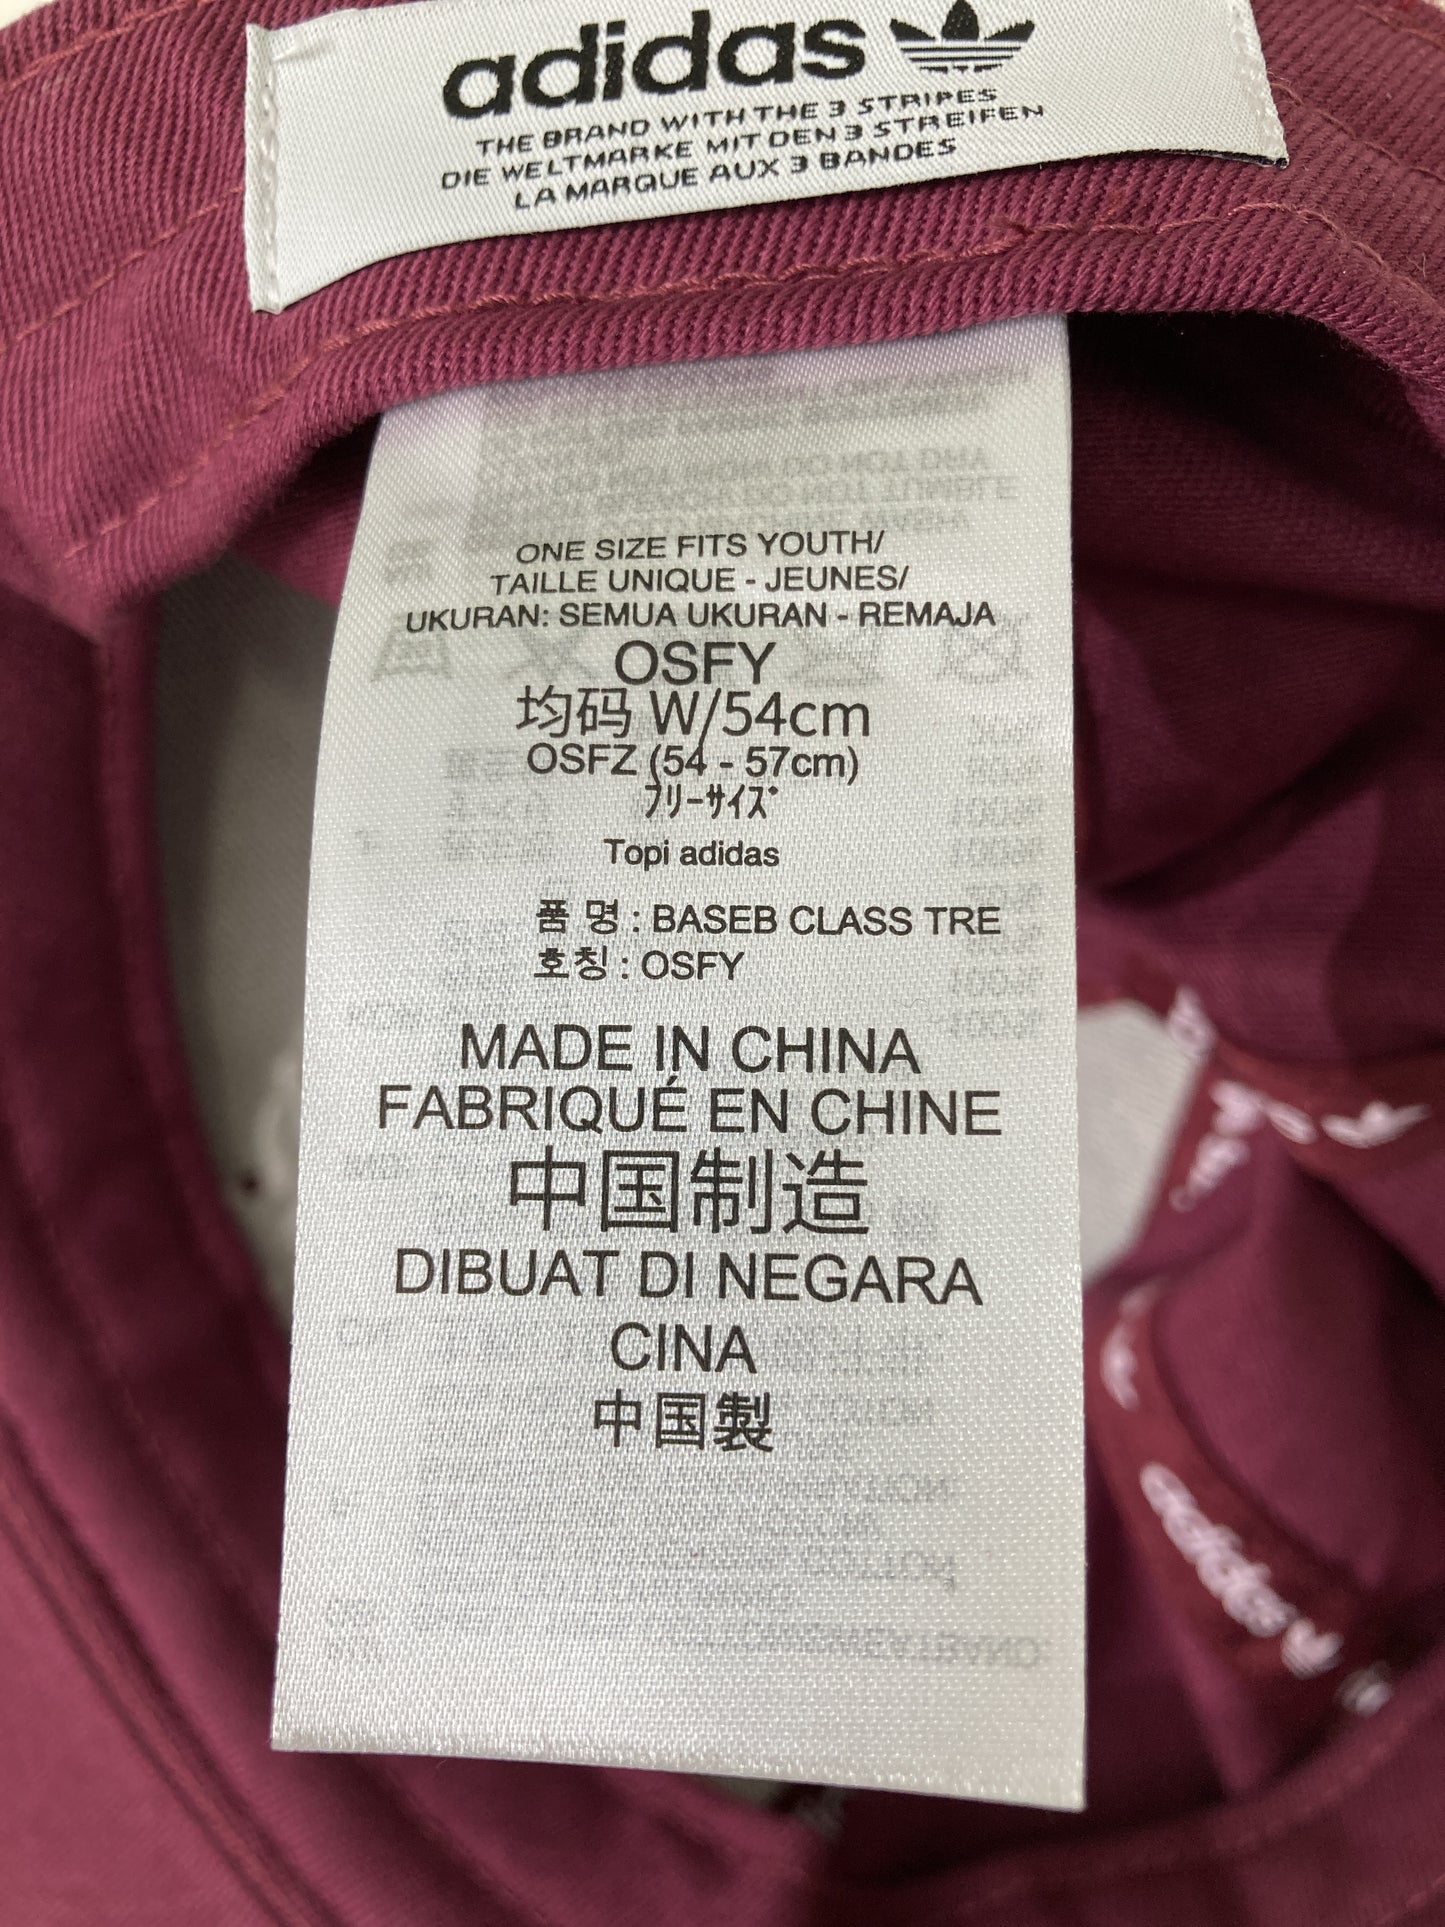 adidas
THE BRAND WITH THE 3 STRIPES
DIE WELTMARKE MIT DEN 3 STREIFEN
LA MARQUE AUX 3 BANDES
ONE SIZE FITS YOUTH/
TAILLE UNIQUE - JEUNES/
UKURAN: SEMUA UKURAN - REMAJA
OSFY
均码 W/54cm
OSFZ (54 - 57cm)
ﾌﾘｰｻｲｽﾞ
Topi adidas
품 명 : BASEB CLASS TRE
호칭 : OSFY
MADE IN CHINA
FABRIQUÉ EN CHINE
中国制造
DIBUAT DI NEGARA
CINA
中国製
adidas